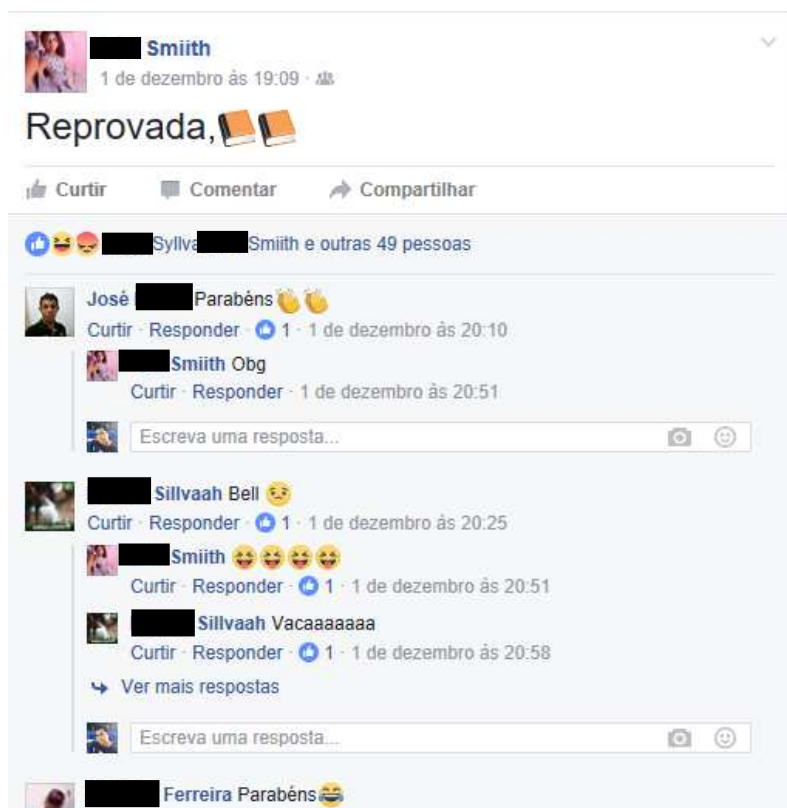 Smiith
1 de dezembro às 19:09
Reprovada,
Curtir Comentar Compartilhar
Syllva Smiith e outras 49 pessoas
José Parabéns
Curtir · Responder · 1 · 1 de dezembro às 20:10
Smiith Obg
Curtir · Responder · 1 de dezembro às 20:51
Escreva uma resposta...
Sillvaah Bell
Curtir · Responder · 1 · 1 de dezembro às 20:25
Smiith
Curtir · Responder · 1 · 1 de dezembro às 20:51
Sillvaah Vacaaaaaaa
Curtir · Responder · 1 · 1 de dezembro às 20:58
Ver mais respostas
Escreva uma resposta...
Ferreira Parabéns